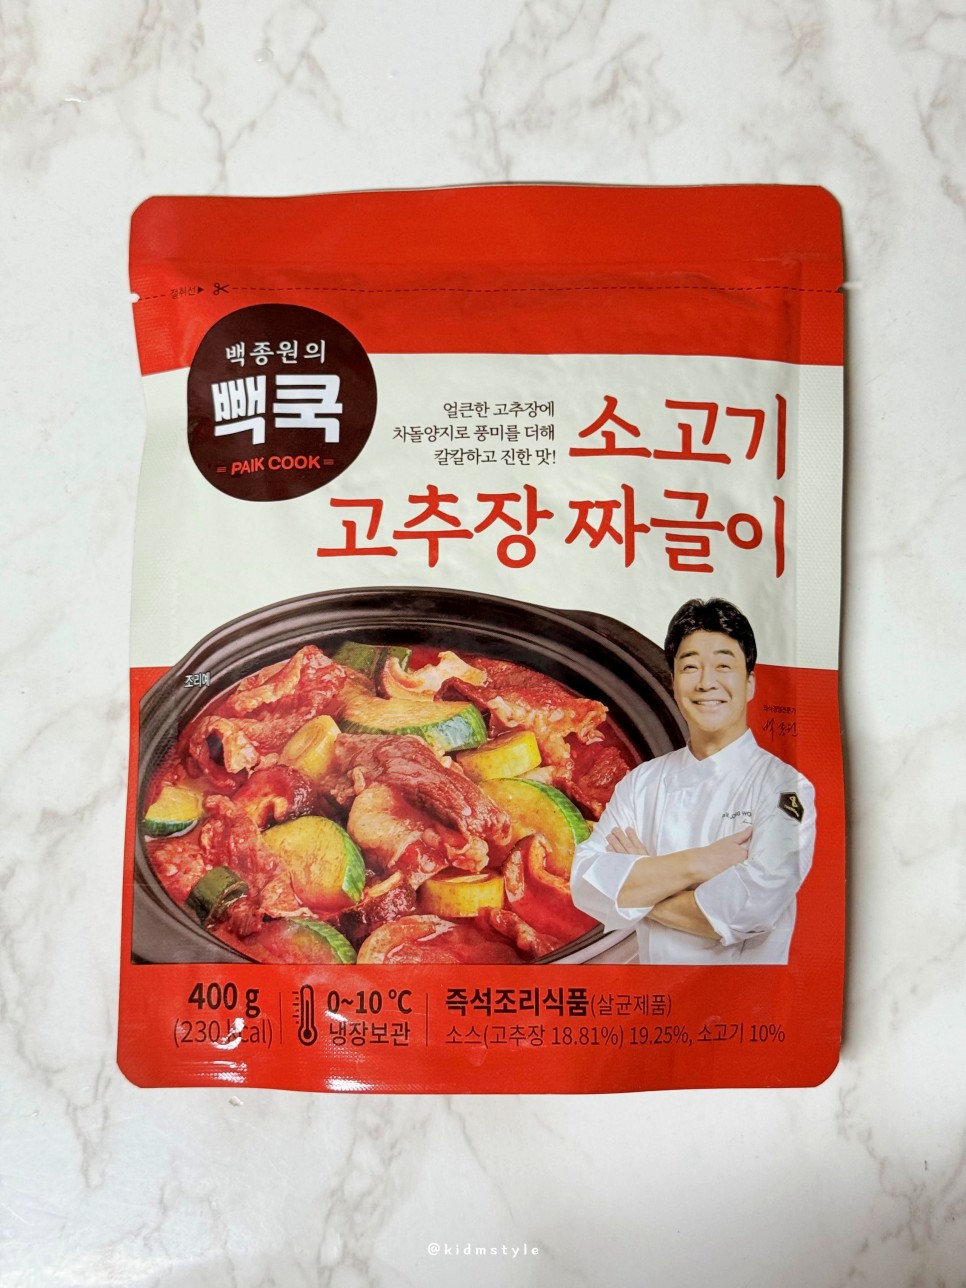 절취선▶
백종원의
빽쿡
PAIK COOK
얼큰한 고추장에
차돌양지로 풍미를 더해
칼칼하고 진한 맛!
소고기
고추장 짜글이
조리예
400 g
(230 kcal)
0~10 ℃
냉장보관
즉석조리식품(살균제품)
소스(고추장 18.81%) 19.25%, 소고기 10%
@kidmstyle